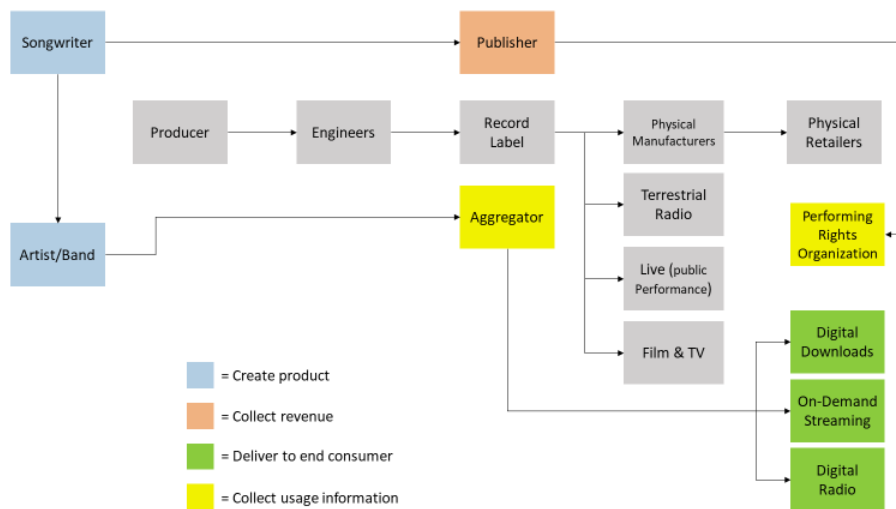 Songwriter
Publisher
Producer
Engineers
Record
Label
Physical
Manufacturers
Physical
Retailers
Terrestrial
Radio
Performing
Rights
Organization
Artist/Band
Aggregator
Live (public
Performance)
Film & TV
Digital
Downloads
On-Demand
Streaming
Digital
Radio
= Create product
= Collect revenue
= Deliver to end consumer
= Collect usage information